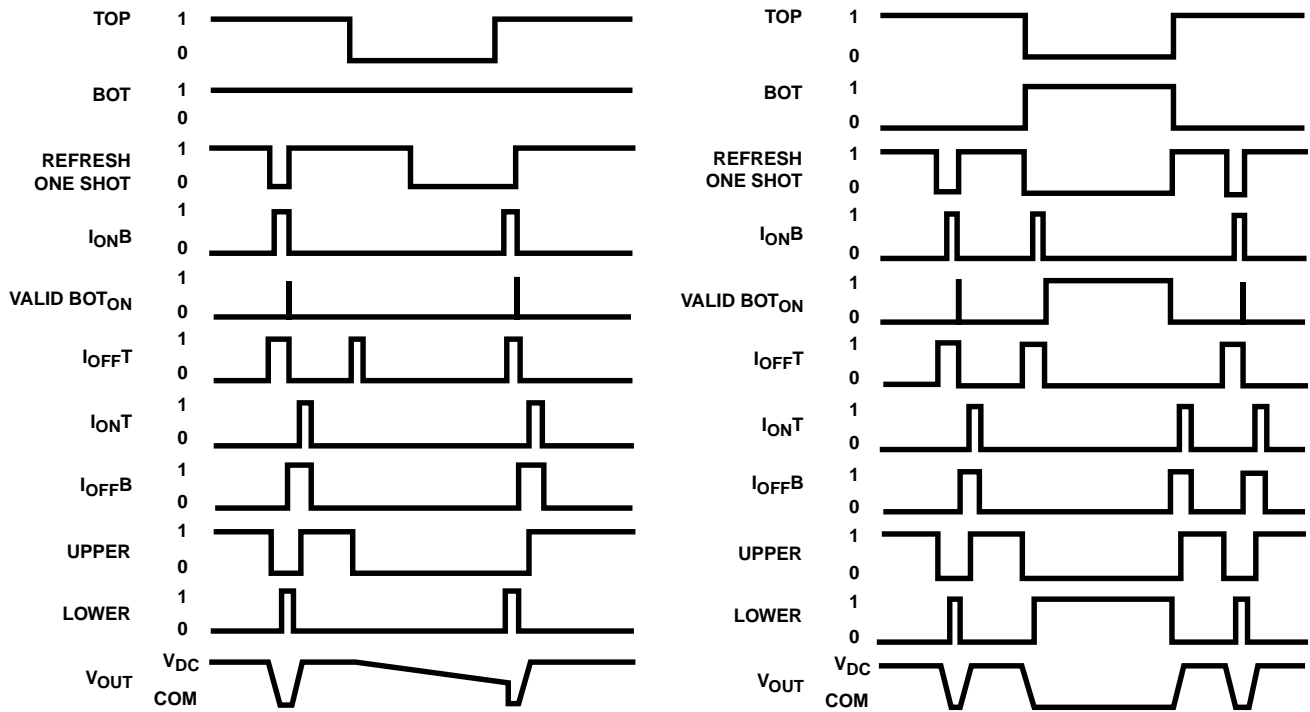 TOP 1
0
BOT 1
0
REFRESH
ONE SHOT
1
0
IONB 1
0
VALID BOTON 1
0
IOFFT 1
0
IONT 1
0
IOFFB 1
0
UPPER 1
0
LOWER 1
0
VOUT VDC
COM
TOP 1
0
BOT 1
0
REFRESH
ONE SHOT
1
0
IONB 1
0
VALID BOTON 1
0
IOFFT 1
0
IONT 1
0
IOFFB 1
0
UPPER 1
0
LOWER 1
0
VOUT VDC
COM